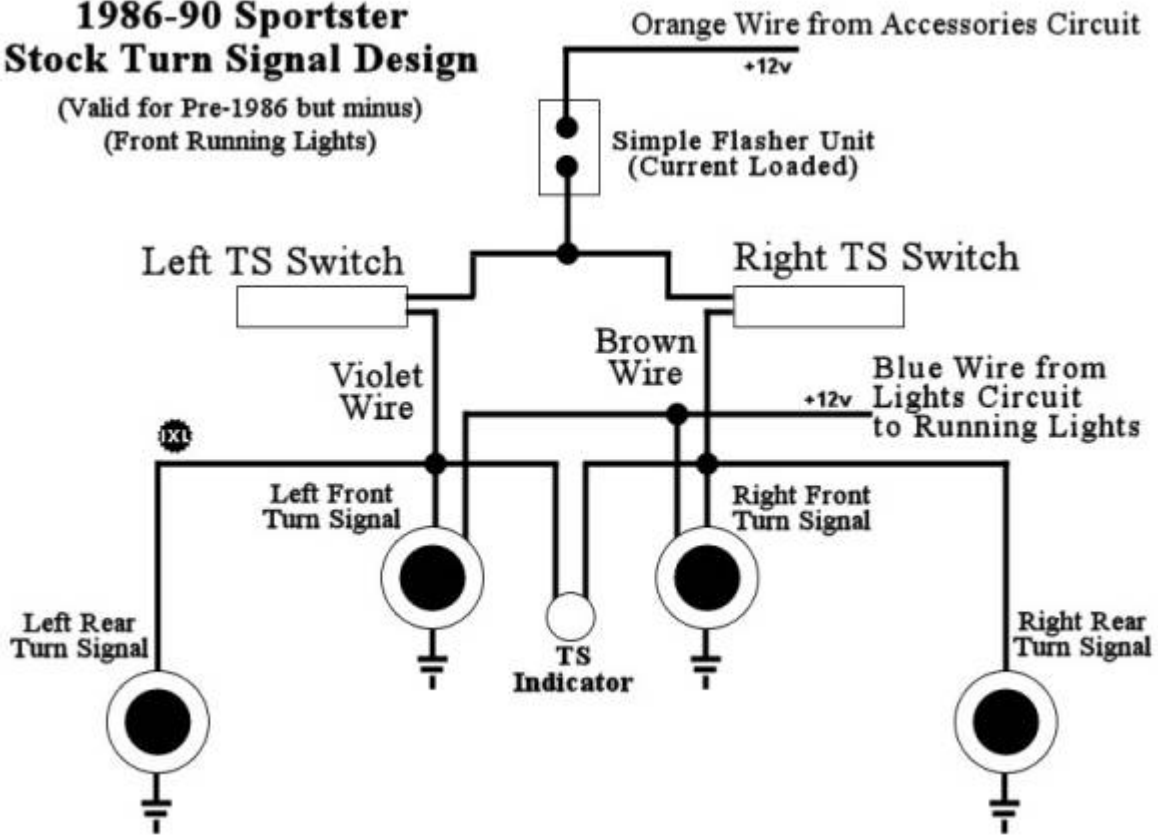 1986-90 Sportster
Stock Turn Signal Design
(Valid for Pre-1986 but minus)
(Front Running Lights)
Orange Wire from Accessories Circuit
+12v
Simple Flasher Unit
(Current Loaded)
Left TS Switch
Right TS Switch
Violet
Wire
Brown
Wire
+12v
Blue Wire from
Lights Circuit
to Running Lights
IXL
Left Front
Turn Signal
Right Front
Turn Signal
Left Rear
Turn Signal
TS
Indicator
Right Rear
Turn Signal